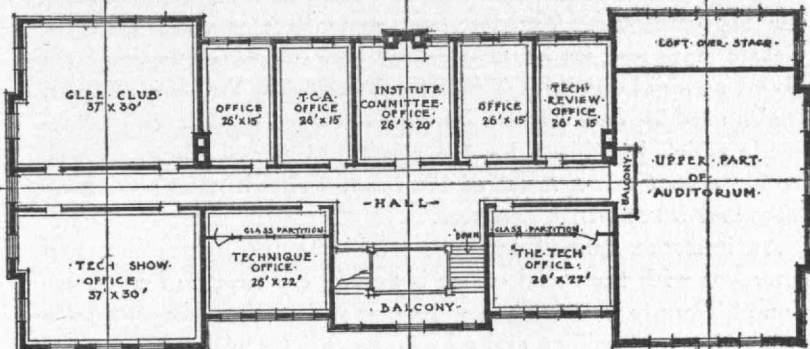 GLEE CLUB.
37' X 30'
OFFICE
26' X 15'
T.C.A.
OFFICE
26' X 15'
INSTITUTE
COMMITTEE
OFFICE.
26' X 20'
OFFICE
26' X 15'
TECH
REVIEW
OFFICE
26' X 15'
LOFT OVER STAGE
BALCONY
UPPER PART
OF
AUDITORIUM
-HALL-
TECH SHOW
OFFICE
37' X 30'
GLASS PARTITION
TECHNIQUE
OFFICE.
26' X 22'
DOWN
BALCONY.
GLASS PARTITION
"THE TECH"
OFFICE.
28' X 22'